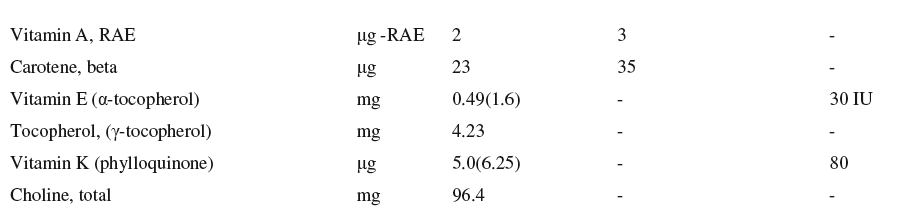 Vitamin A, RAE μg -RAE 2 3 -
Carotene, beta μg 23 35 -
Vitamin E (α-tocopherol) mg 0.49(1.6) - 30 IU
Tocopherol, (γ-tocopherol) mg 4.23 - -
Vitamin K (phylloquinone) μg 5.0(6.25) - 80
Choline, total mg 96.4 - -